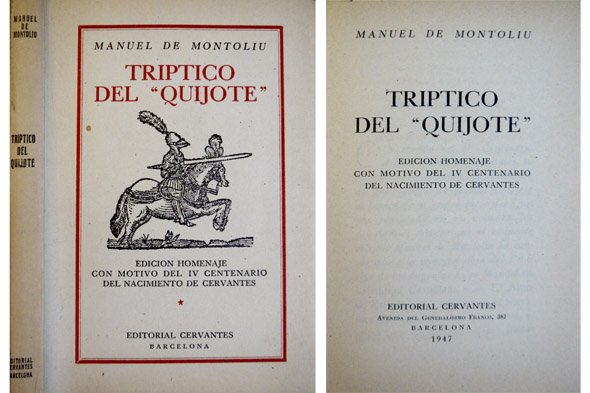 MANUEL
DE
MONTOLIU
TRIPTICO
DEL
QUIJOTE
EDITORIAL
CERVANTES
BARCELONA
MANUEL DE MONTOLIU
TRIPTICO
DEL "QUIJOTE"
EDICION HOMENAJE
CON MOTIVO DEL IV CENTENARIO
DEL NACIMIENTO DE CERVANTES
EDITORIAL CERVANTES
BARCELONA
MANUEL DE MONTOLIU
TRIPTICO
DEL "QUIJOTE"
EDICION HOMENAJE
CON MOTIVO DEL IV CENTENARIO
DEL NACIMIENTO DE CERVANTES
EDITORIAL CERVANTES
AVENIDA DEL GENERALÍSIMO FRANCO, 382
BARCELONA
1947